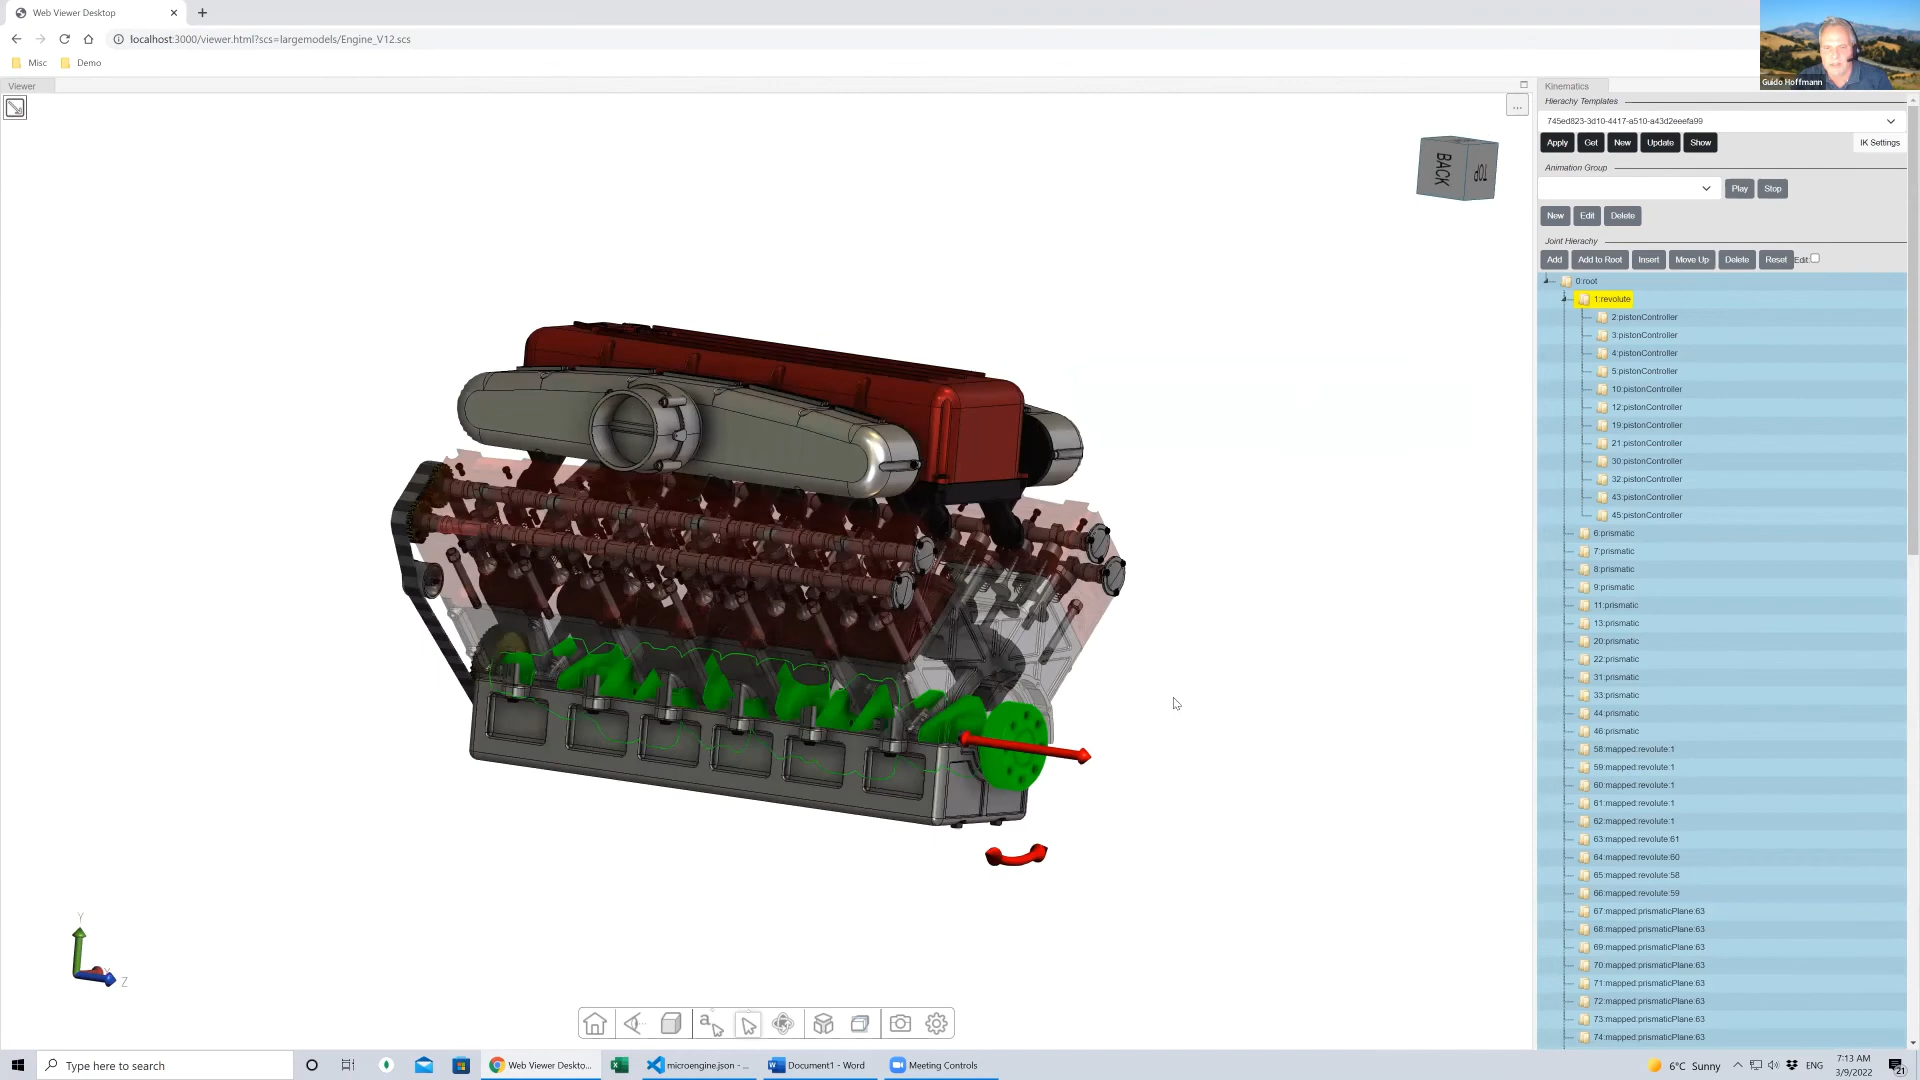 Web Viewer Desktop
localhost:3000/viewer.html?scs=largemodels/Engine_V12.scs
Misc
Demo
Guido Hoffmann
Viewer
...
BACK
TOP
Kinematics
Hierachy Templates
745ed823-3d10-4417-a510-a43d2eeefa99
Apply Get New Update Show IK Settings
Animation Group
Play Stop
New Edit Delete
Joint Hierachy
Add Add to Root Insert Move Up Delete Reset Edit:
0:root
1:revolute
2:pistonController
3:pistonController
4:pistonController
5:pistonController
10:pistonController
12:pistonController
19:pistonController
21:pistonController
30:pistonController
32:pistonController
43:pistonController
45:pistonController
6:prismatic
7:prismatic
8:prismatic
9:prismatic
11:prismatic
13:prismatic
20:prismatic
22:prismatic
31:prismatic
33:prismatic
44:prismatic
46:prismatic
58:mapped:revolute:1
59:mapped:revolute:1
60:mapped:revolute:1
61:mapped:revolute:1
62:mapped:revolute:1
63:mapped:revolute:61
64:mapped:revolute:60
65:mapped:revolute:58
66:mapped:revolute:59
67:mapped:prismaticPlane:63
68:mapped:prismaticPlane:63
69:mapped:prismaticPlane:63
70:mapped:prismaticPlane:63
71:mapped:prismaticPlane:63
72:mapped:prismaticPlane:63
73:mapped:prismaticPlane:63
74:mapped:prismaticPlane:63
Y
X
Z
a
Type here to search
Web Viewer Deskto...
microengine.json - ...
Document1 - Word
Meeting Controls
6°C Sunny
ENG
7:13 AM
3/9/2022
21